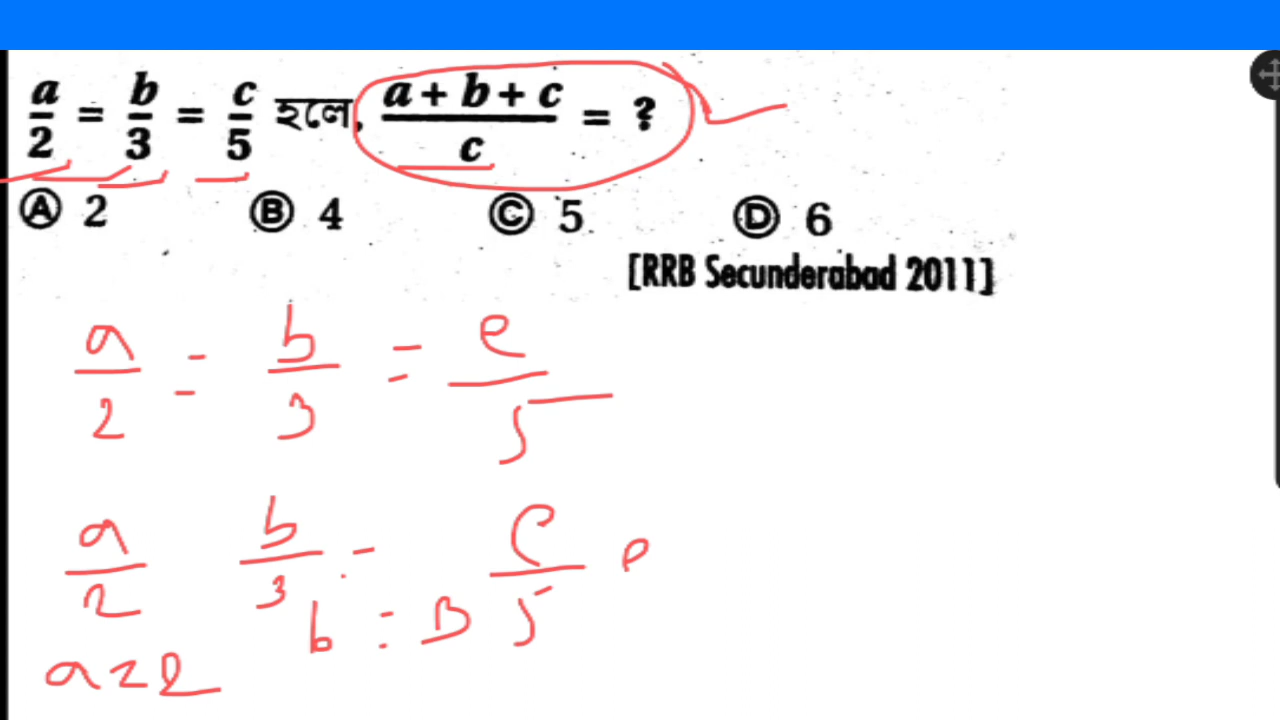 a/2 = b/3 = c/5 হলে, (a + b + c)/c = ?
Ⓐ 2 Ⓑ 4 Ⓒ 5 Ⓓ 6
[RRB Secunderabad 2011]
a/2 = b/3 = c/5
a/2 b/3 = c/5
b = 3
a = 2